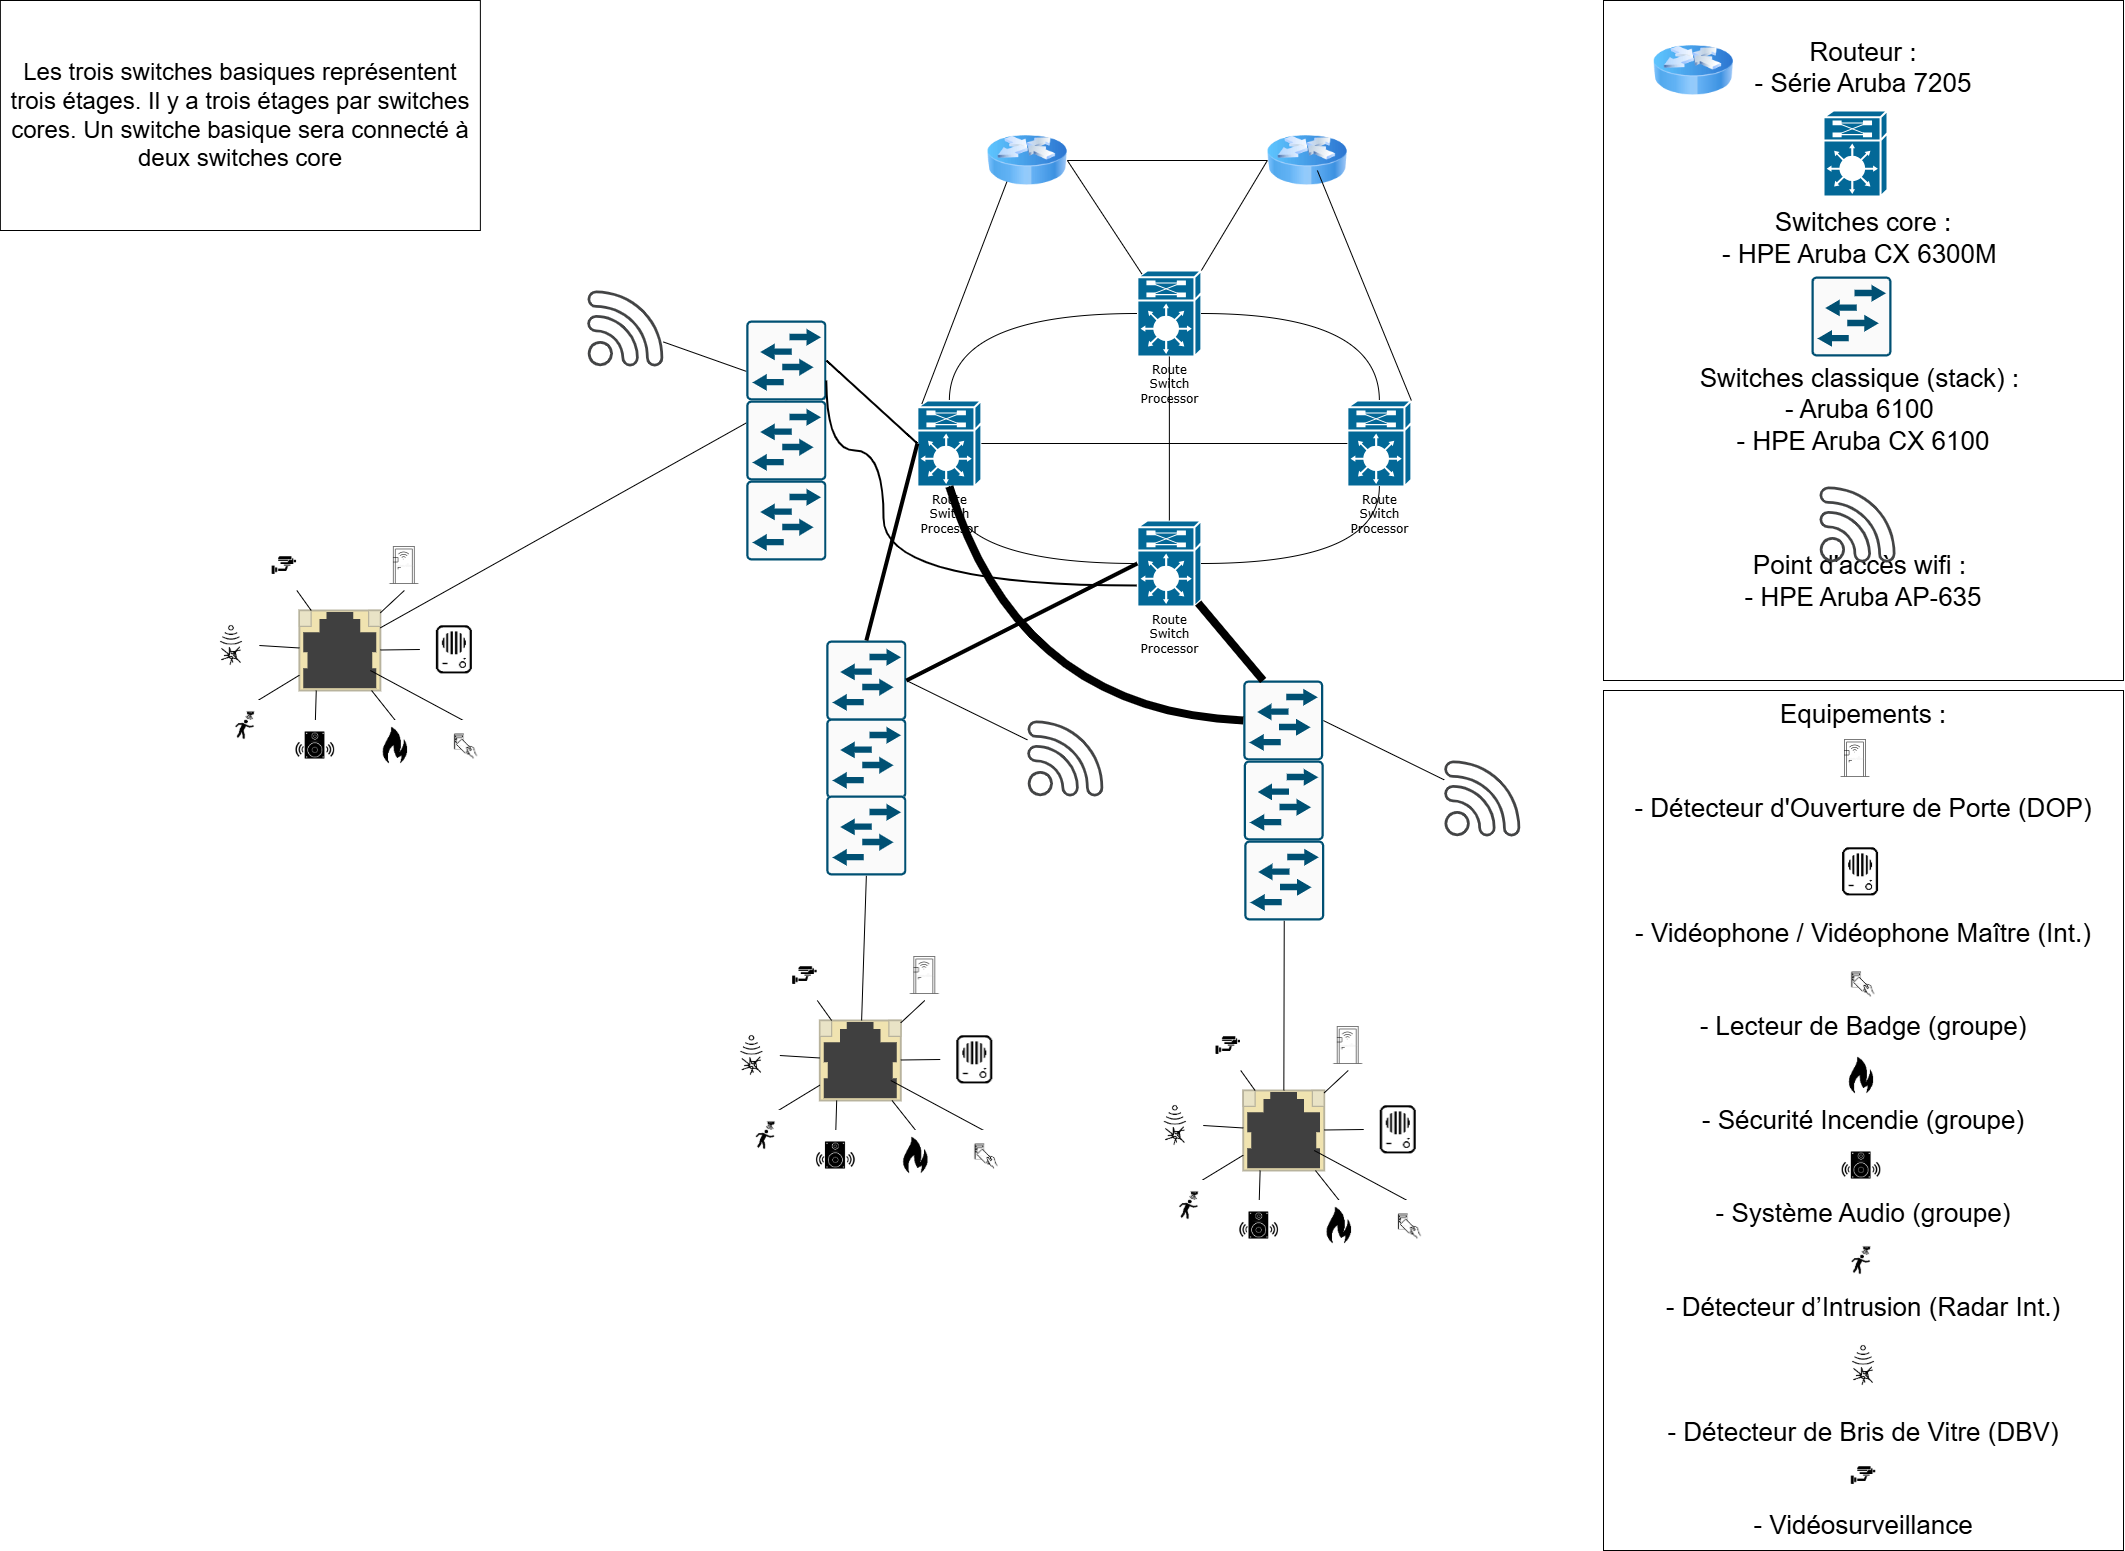 Les trois switches basiques représentent
trois étages. Il y a trois étages par switches
cores. Un switche basique sera connecté à
deux switches core
Route
Switch
Processor
Route
Switch
Processor
Route
Switch
Processor
Route
Switch
Processor
Routeur :
- Série Aruba 7205
Switches core :
- HPE Aruba CX 6300M
Switches classique (stack) :
- Aruba 6100
- HPE Aruba CX 6100
Point d'accès wifi :
- HPE Aruba AP-635
Equipements :
- Détecteur d'Ouverture de Porte (DOP)
- Vidéophone / Vidéophone Maître (Int.)
- Lecteur de Badge (groupe)
- Sécurité Incendie (groupe)
- Système Audio (groupe)
- Détecteur d’Intrusion (Radar Int.)
- Détecteur de Bris de Vitre (DBV)
- Vidéosurveillance